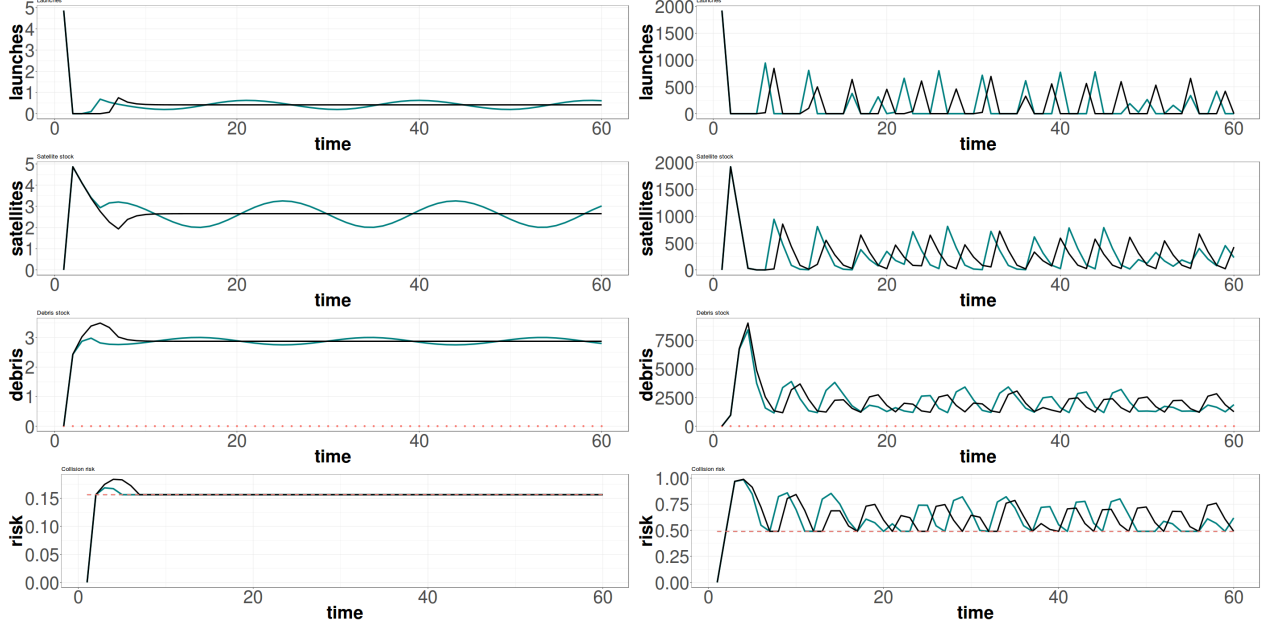 Launches
launches
5
4
3
2
1
0
0 20 40 60
time
Satellite stock
satellites
5
4
3
2
1
0
0 20 40 60
time
Debris stock
debris
3
2
1
0
0 20 40 60
time
Collision risk
risk
0.15
0.10
0.05
0.00
0 20 40 60
time
Launches
launches
2000
1500
1000
500
0
0 20 40 60
time
Satellite stock
satellites
2000
1500
1000
500
0
0 20 40 60
time
Debris stock
debris
7500
5000
2500
0
0 20 40 60
time
Collision risk
risk
1.00
0.75
0.50
0.25
0.00
0 20 40 60
time